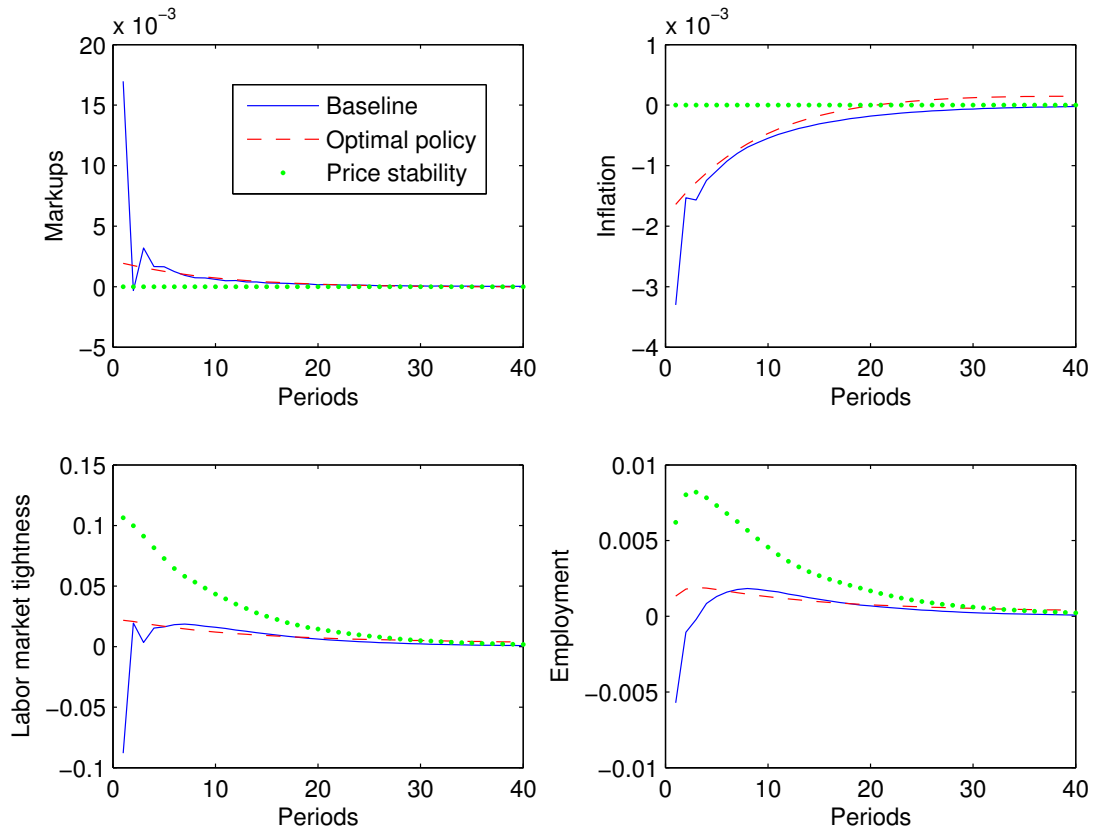 x 10⁻³
20
15
10
5
0
−5
0 10 20 30 40
Periods
Markups
Baseline
Optimal policy
Price stability
x 10⁻³
1
0
−1
−2
−3
−4
0 10 20 30 40
Periods
Inflation
0.15
0.1
0.05
0
−0.05
−0.1
0 10 20 30 40
Periods
Labor market tightness
0.01
0.005
0
−0.005
−0.01
0 10 20 30 40
Periods
Employment